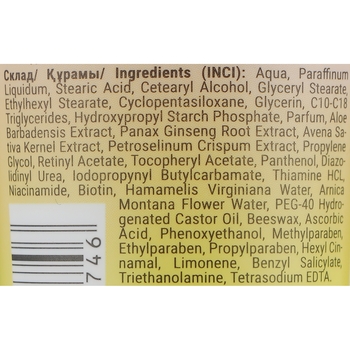 Склад/ Құрамы/ Ingredients (INCI): Aqua, Paraffinum
Liquidum, Stearic Acid, Cetearyl Alcohol, Glyceryl Stearate,
Ethylhexyl Stearate, Cyclopentasiloxane, Glycerin, C10-C18
Triglycerides, Hydroxypropyl Starch Phosphate, Parfum, Aloe
Barbadensis Extract, Panax Ginseng Root Extract, Avena Sa-
tiva Kernel Extract, Petroselinum Crispum Extract, Propylene
Glycol, Retinyl Acetate, Tocopheryl Acetate, Panthenol, Diazo-
lidinyl Urea, Iodopropynyl Butylcarbamate, Thiamine HCL,
Niacinamide, Biotin, Hamamelis Virginiana Water, Arnica
Montana Flower Water, PEG-40 Hydro-
genated Castor Oil, Beeswax, Ascorbic
Acid, Phenoxyethanol, Methylparaben,
Ethylparaben, Propylparaben, Hexyl Cin-
namal, Limonene, Benzyl Salicylate,
Triethanolamine, Tetrasodium EDTA.
746